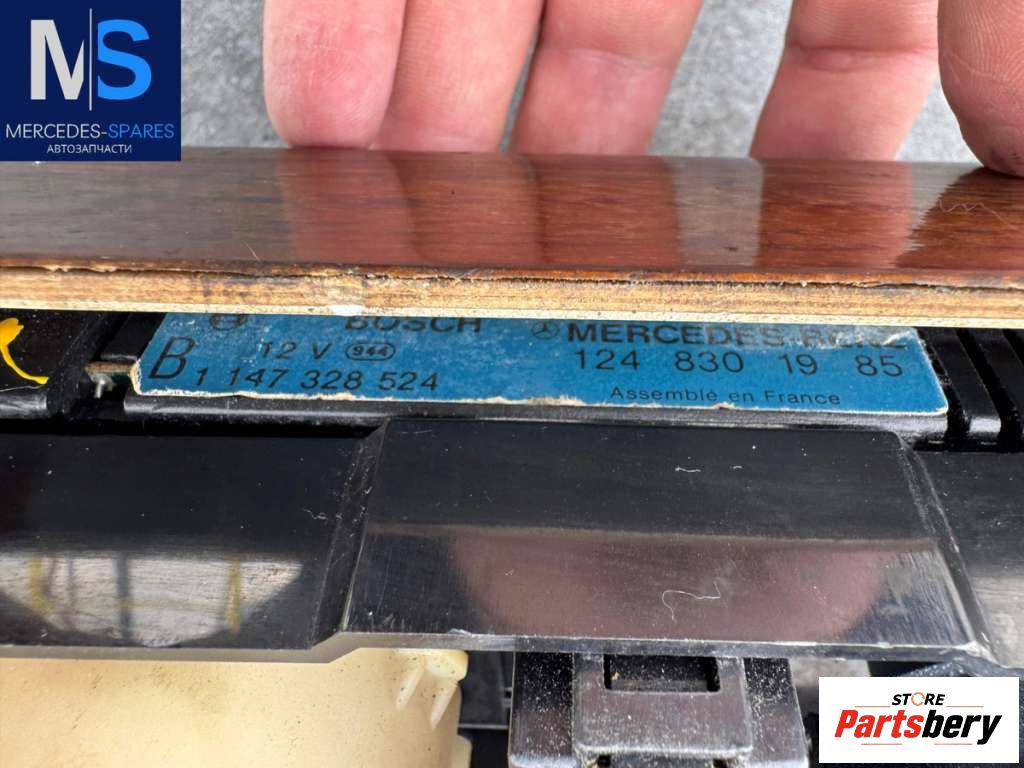 MS
MERCEDES-SPARES
АВТОЗАПЧАСТИ
BOSCH MERCEDES-BENZ
B 12 V 944 124 830 19 85
1 147 328 524
Assemblé en France
STORE
Partsbery